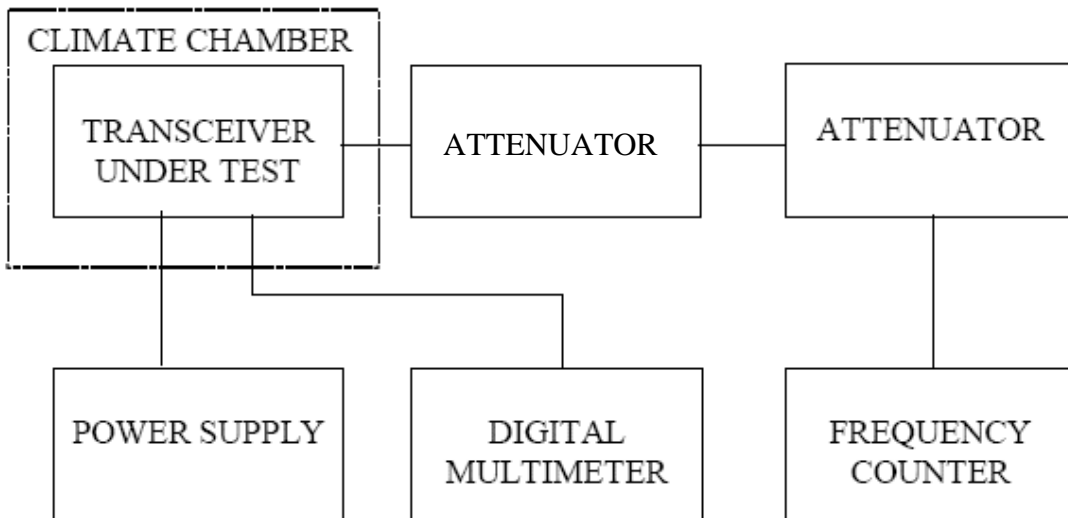 CLIMATE CHAMBER
TRANSCEIVER
UNDER TEST
ATTENUATOR
ATTENUATOR
POWER SUPPLY
DIGITAL
MULTIMETER
FREQUENCY
COUNTER